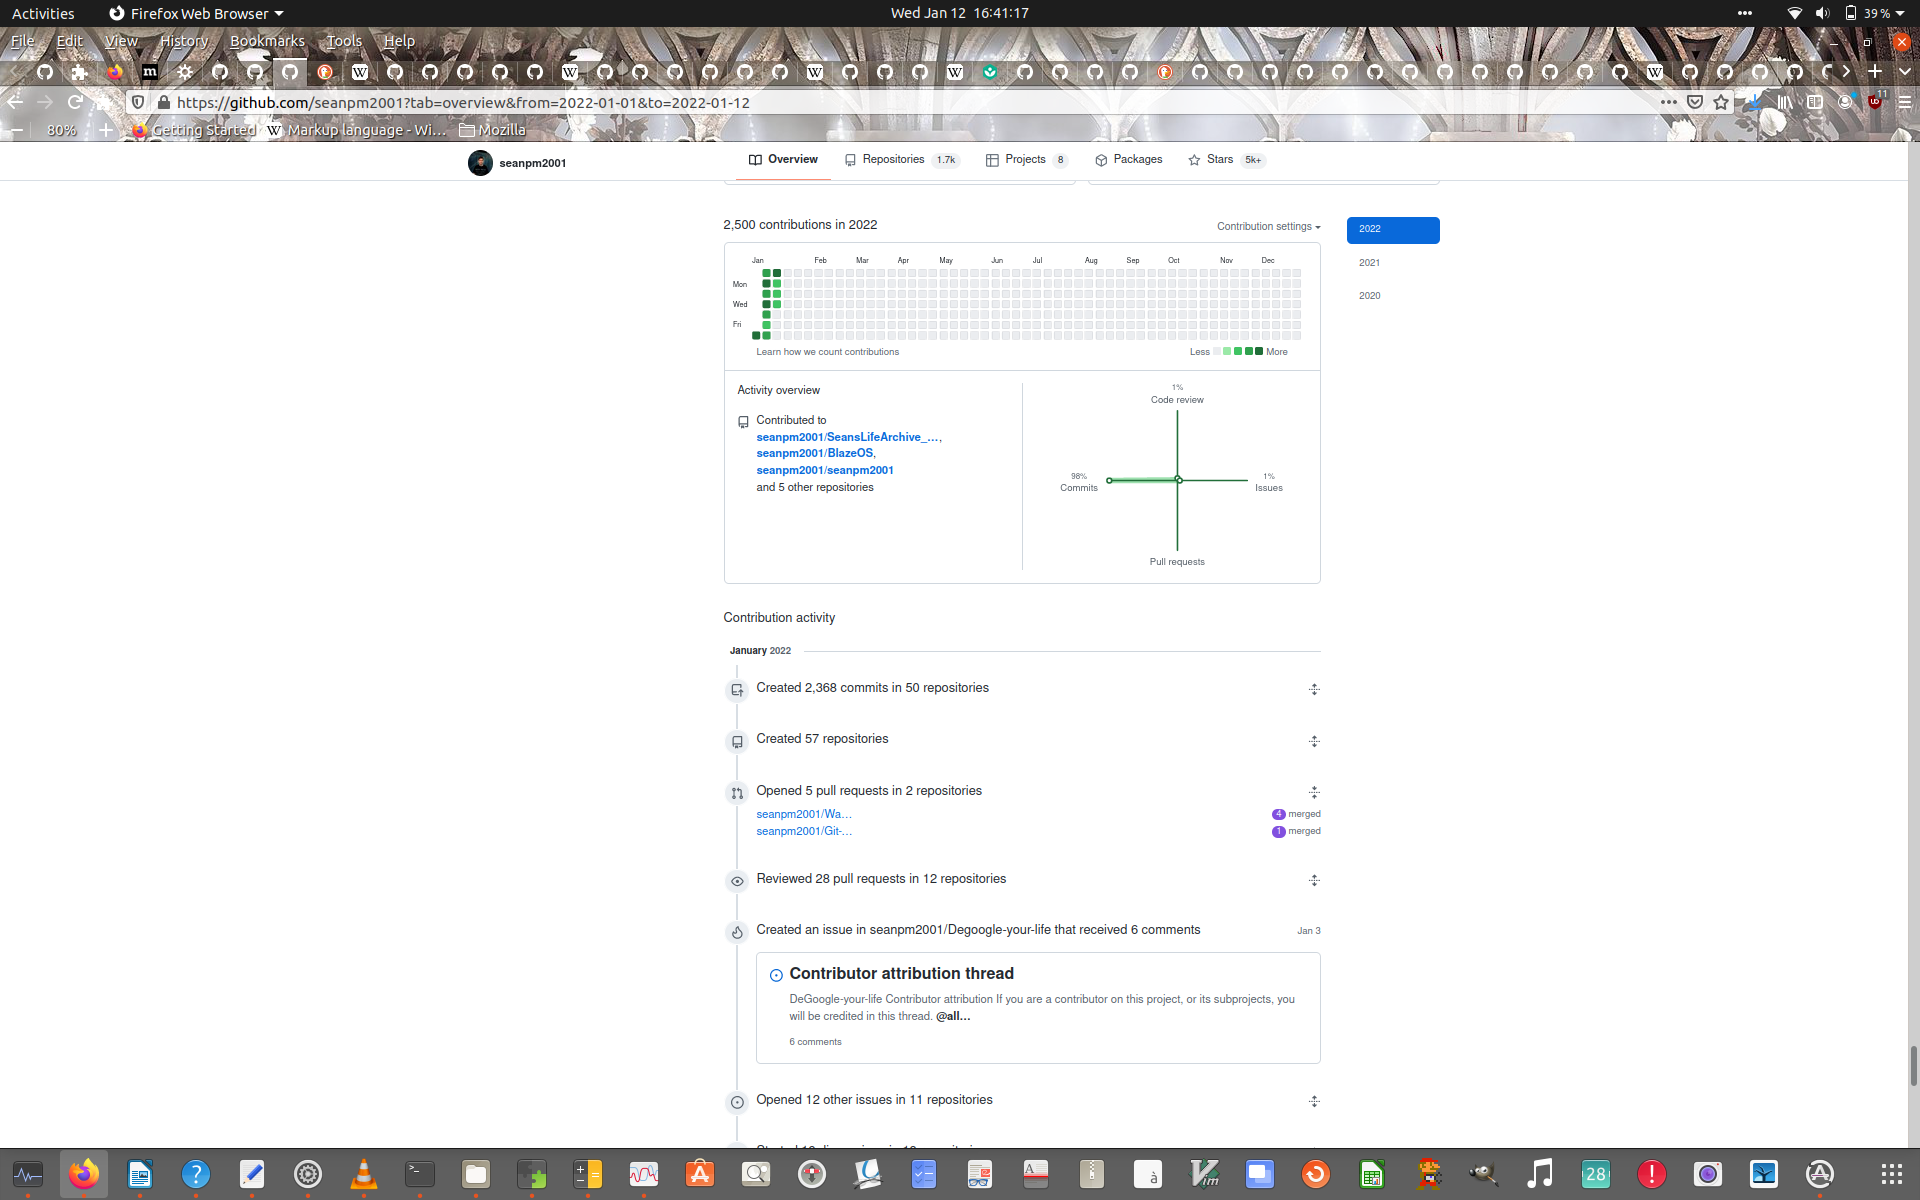 Activities
Firefox Web Browser
Wed Jan 12 16:41:17
39 %
File Edit View History Bookmarks Tools Help
https://github.com/seanpm2001?tab=overview&from=2022-01-01&to=2022-01-12
11
80%
Getting Started
Markup language - Wi…
Mozilla
seanpm2001
Overview
Repositories 1.7k
Projects 8
Packages
Stars 5k+
2,500 contributions in 2022
Contribution settings
2022
2021
2020
Jan Feb Mar Apr May Jun Jul Aug Sep Oct Nov Dec
Mon
Wed
Fri
Learn how we count contributions
Less More
Activity overview
Contributed to
seanpm2001/SeansLifeArchive_…,
seanpm2001/BlazeOS,
seanpm2001/seanpm2001
and 5 other repositories
1%
Code review
98%
Commits
1%
Issues
Pull requests
Contribution activity
January 2022
Created 2,368 commits in 50 repositories
Created 57 repositories
Opened 5 pull requests in 2 repositories
seanpm2001/Wa… 4 merged
seanpm2001/Git-… 1 merged
Reviewed 28 pull requests in 12 repositories
Created an issue in seanpm2001/Degoogle-your-life that received 6 comments
Jan 3
Contributor attribution thread
DeGoogle-your-life Contributor attribution If you are a contributor on this project, or its subprojects, you
will be credited in this thread. @all…
6 comments
Opened 12 other issues in 11 repositories
28